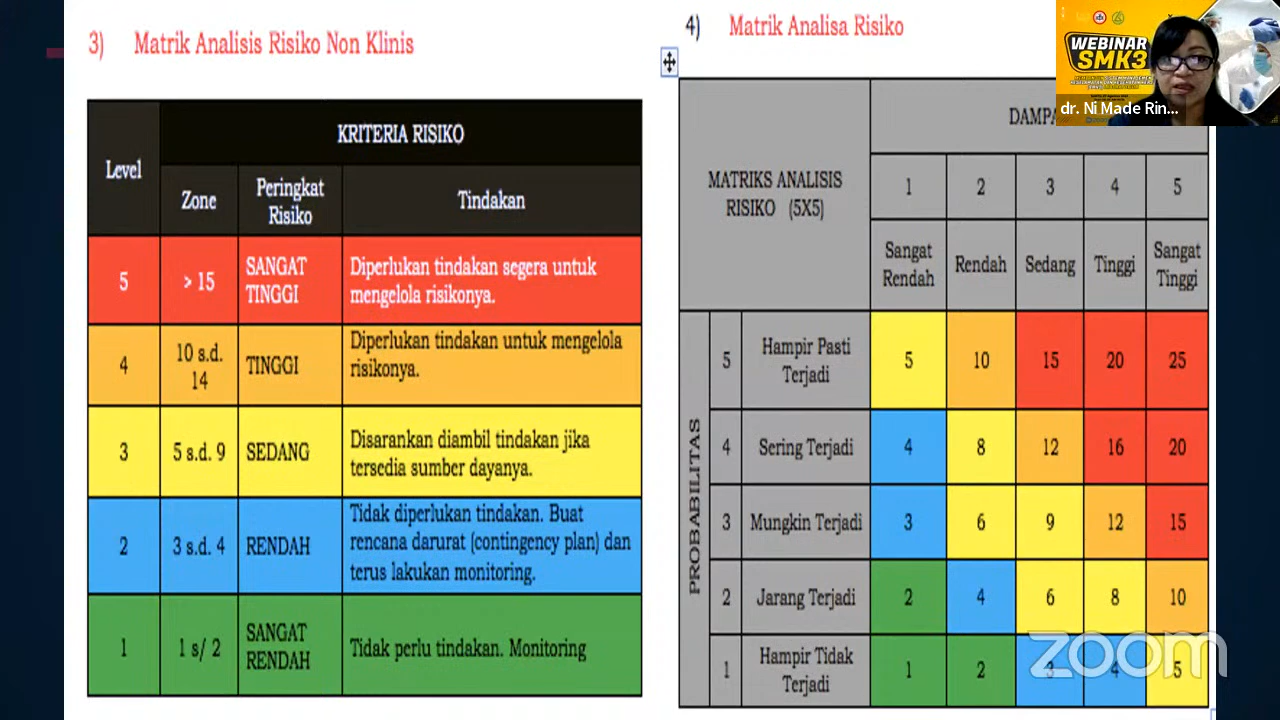 3) Matrik Analisis Risiko Non Klinis
Level
KRITERIA RISIKO
Zone
Peringkat
Risiko
Tindakan
5
> 15
SANGAT
TINGGI
Diperlukan tindakan segera untuk
mengelola risikonya.
4
10 s.d.
14
TINGGI
Diperlukan tindakan untuk mengelola
risikonya.
3
5 s.d. 9
SEDANG
Disarankan diambil tindakan jika
tersedia sumber dayanya.
2
3 s.d. 4
RENDAH
Tidak diperlukan tindakan. Buat
rencana darurat (contingency plan) dan
terus lakukan monitoring.
1
1 s/ 2
SANGAT
RENDAH
Tidak perlu tindakan. Monitoring
4) Matrik Analisa Risiko
MATRIKS ANALISIS
RISIKO (5X5)
DAMPA
1 2 3 4 5
Sangat
Rendah
Rendah
Sedang
Tinggi
Sangat
Tinggi
PROBABILITAS
5
Hampir Pasti
Terjadi
5 10 15 20 25
4 Sering Terjadi 4 8 12 16 20
3 Mungkin Terjadi 3 6 9 12 15
2 Jarang Terjadi 2 4 6 8 10
1
Hampir Tidak
Terjadi
1 2 3 4 5
WEBINAR
SMK3
dr. Ni Made Rin...
zoom